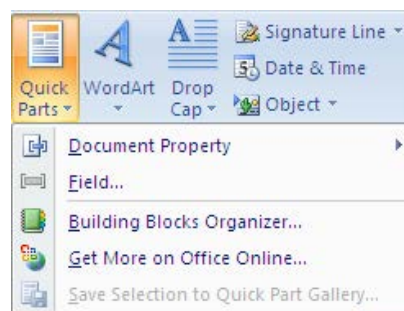 Quick Parts
WordArt
Drop Cap
Signature Line
Date & Time
Object
Document Property
Field...
Building Blocks Organizer...
Get More on Office Online...
Save Selection to Quick Part Gallery...